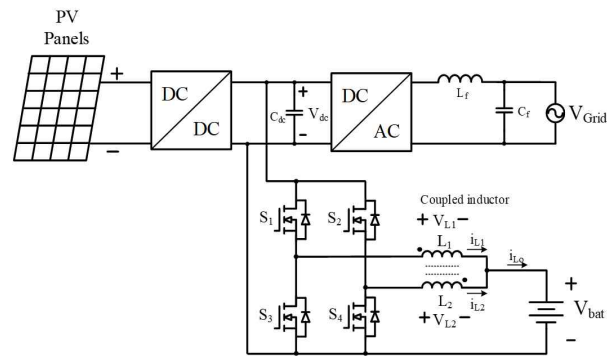 PV
Panels
+
−
DC
DC
C_dc
+
V_dc
−
DC
AC
L_f
C_f
V_Grid
S_1
S_2
Coupled inductor
+ V_L1 −
L_1
i_L1
i_Lo
S_3
S_4
L_2
i_L2
+ V_L2 −
+
V_bat
−